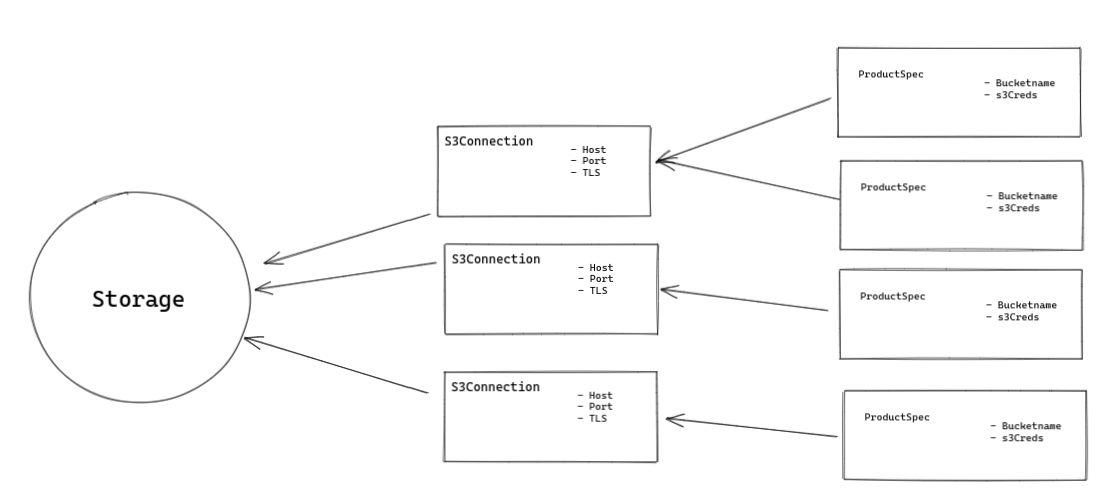 Storage
S3Connection
- Host
- Port
- TLS
S3Connection
- Host
- Port
- TLS
S3Connection
- Host
- Port
- TLS
ProductSpec
- Bucketname
- s3Creds
ProductSpec
- Bucketname
- s3Creds
ProductSpec
- Bucketname
- s3Creds
ProductSpec
- Bucketname
- s3Creds